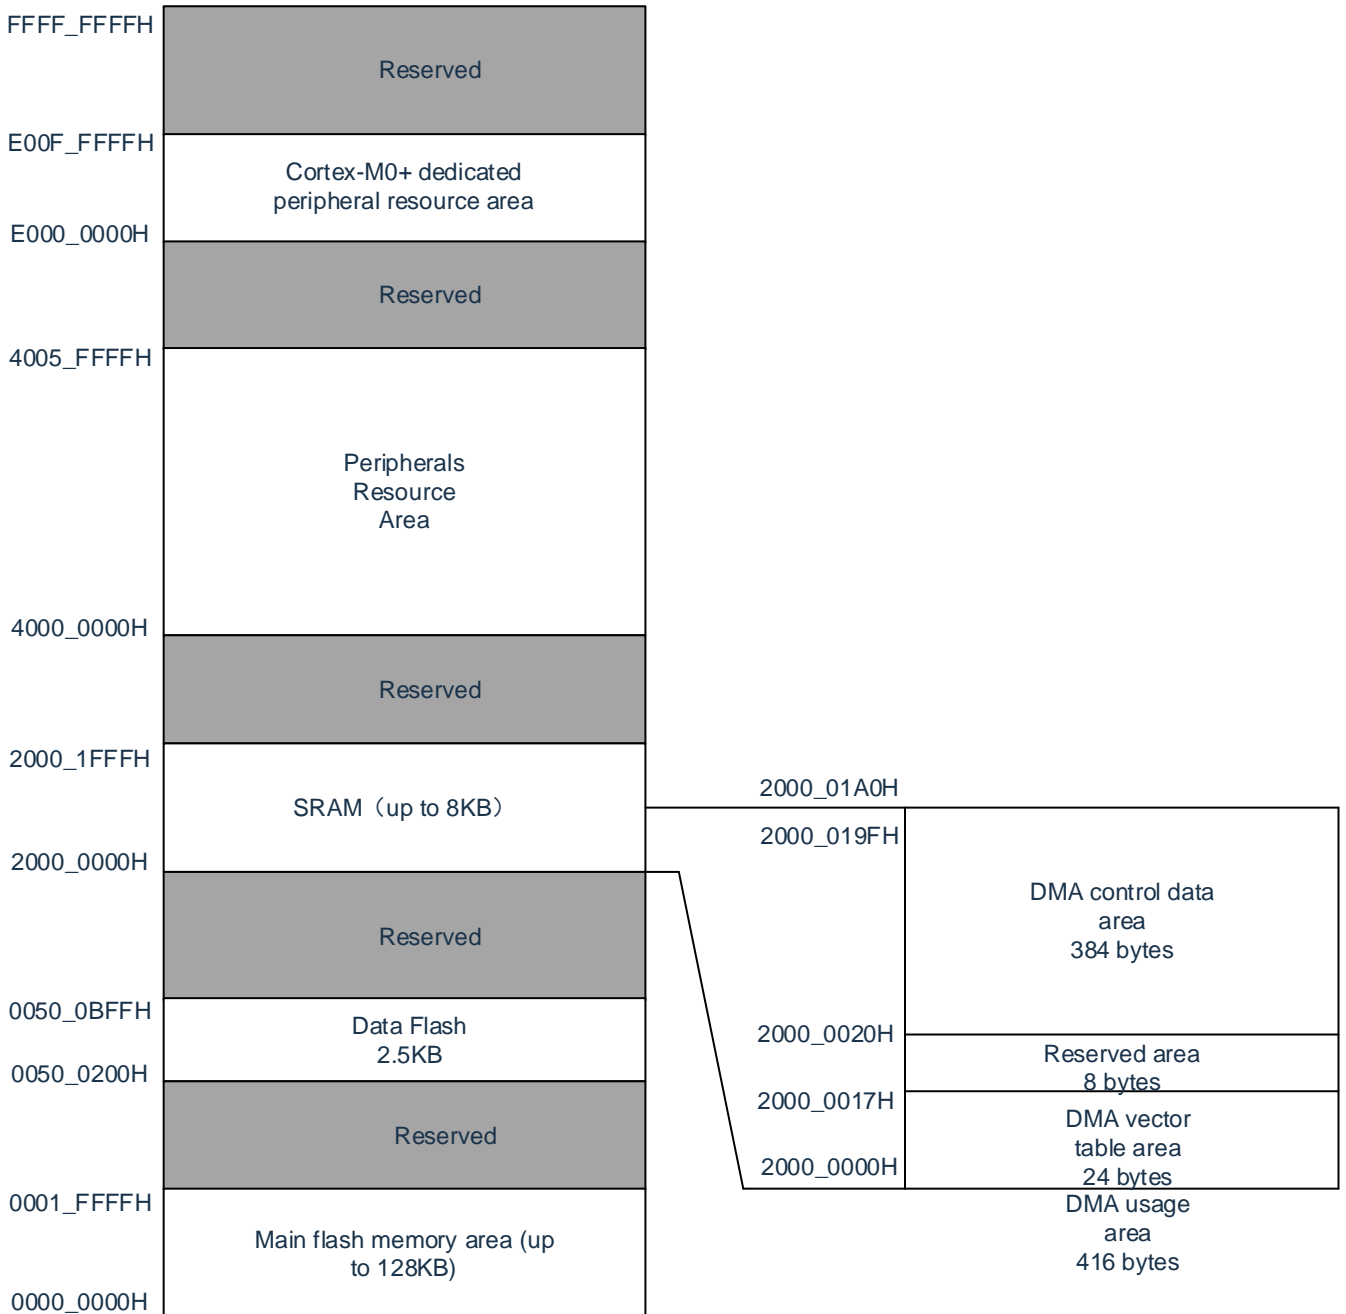 FFFF_FFFFH
Reserved
E00F_FFFFH
Cortex-M0+ dedicated
peripheral resource area
E000_0000H
Reserved
4005_FFFFH
Peripherals
Resource
Area
4000_0000H
Reserved
2000_1FFFH
SRAM（up to 8KB）
2000_0000H
Reserved
0050_0BFFH
Data Flash
2.5KB
0050_0200H
Reserved
0001_FFFFH
Main flash memory area (up
to 128KB)
0000_0000H
2000_01A0H
2000_019FH
DMA control data
area
384 bytes
2000_0020H
Reserved area
8 bytes
2000_0017H
DMA vector
table area
24 bytes
2000_0000H
DMA usage
area
416 bytes